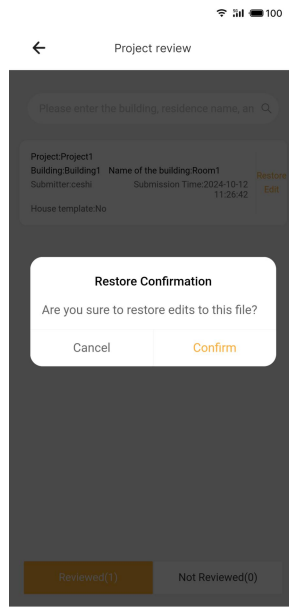 5G 100
Project review
Please enter the building, residence name, an
Project:Project1
Building:Building1 Name of the building:Room1
Submitter:ceshi Submission Time:2024-10-12
11:26:42
Restore
Edit
House template:No
Restore Confirmation
Are you sure to restore edits to this file?
Cancel Confirm
Reviewed(1) Not Reviewed(0)